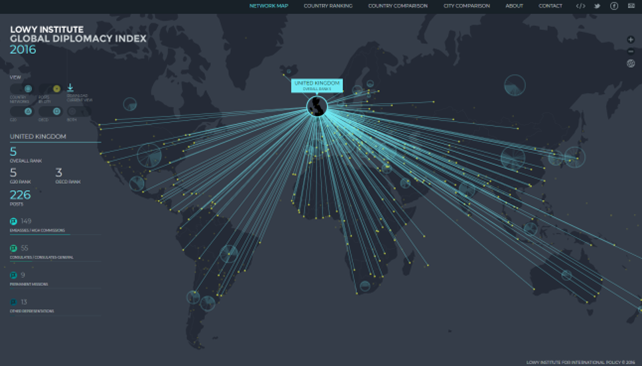 NETWORK MAP COUNTRY RANKING COUNTRY COMPARISON CITY COMPARISON ABOUT CONTACT </>
LOWY INSTITUTE
GLOBAL DIPLOMACY INDEX
2016
UNITED KINGDOM
OVERALL RANK 5
VIEW
UNITED KINGDOM
5
OVERALL RANK
5 3
G20 RANK OECD RANK
226
POSTS
149
EMBASSIES / HIGH COMMISSIONS
55
CONSULATES / CONSULATES-GENERAL
9
PERMANENT MISSIONS
13
OTHER REPRESENTATIONS
LOWY INSTITUTE FOR INTERNATIONAL POLICY © 2016